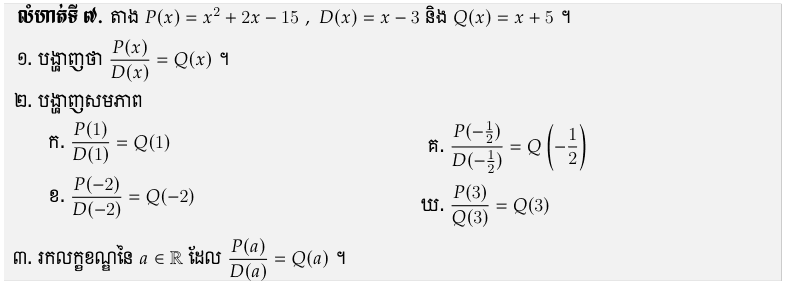 លំហាត់ទី ៧. តាង P(x) = x² + 2x − 15 , D(x) = x − 3 និង Q(x) = x + 5 ។
១. បង្ហាញថា P(x)/D(x) = Q(x) ។
២. បង្ហាញសមភាព
ក. P(1)/D(1) = Q(1) គ. P(−1/2)/D(−1/2) = Q(−1/2)
ខ. P(−2)/D(−2) = Q(−2) ឃ. P(3)/Q(3) = Q(3)
៣. រកលក្ខខណ្ឌនៃ a ∈ ℝ ដែល P(a)/D(a) = Q(a) ។